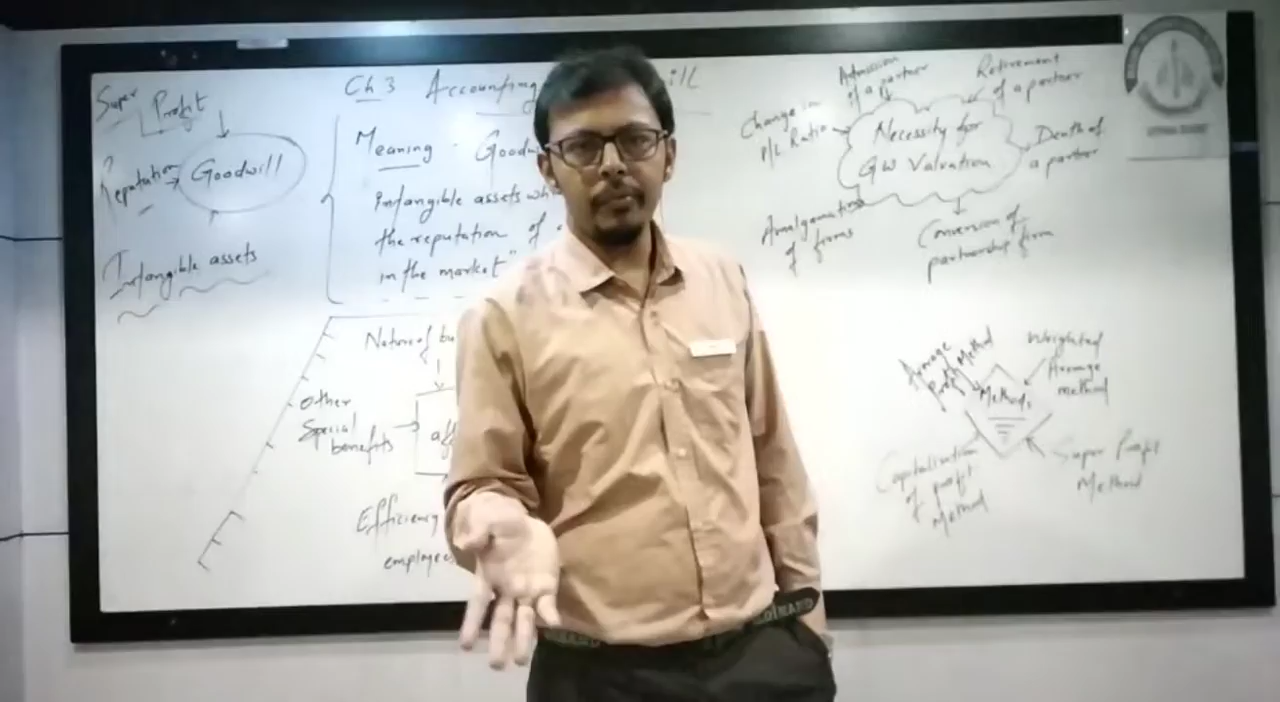 Ch 3 Accounting
Super
Profit
Reputation
Goodwill
Intangible assets
Meaning - Goodw
Intangible assets wh
the reputation of
in the market"
Change in
P/L Ratio
Admission
of a partner
Retirement
of a partner
Necessity for
GW Valuation
Death of
a partner
Amalgamation
of firms
Conversion of
partnership firm
Nature of bu
Other
Special
benefits
aff
Efficiency
employees
Average
Profit Method
Weighted
Average
method
Methods
Capitalisation
of profit
Method
Super Profit
Method